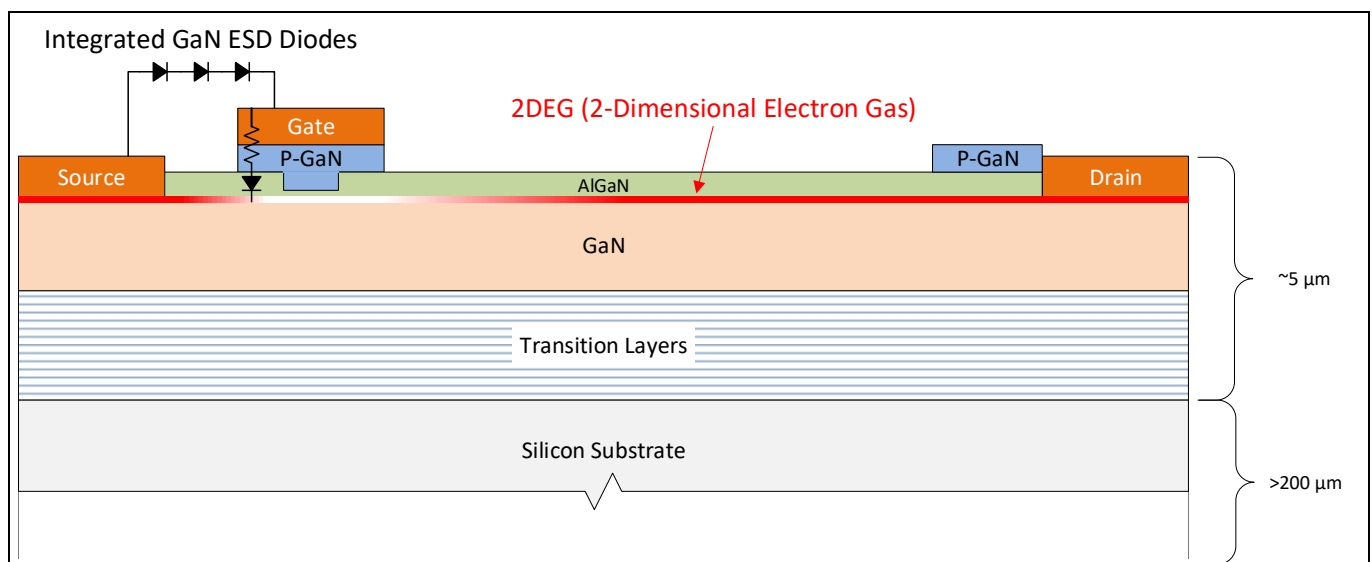 Integrated GaN ESD Diodes
2DEG (2-Dimensional Electron Gas)
Gate
P-GaN
P-GaN
Source
AlGaN
Drain
GaN
~5 µm
Transition Layers
Silicon Substrate
>200 µm